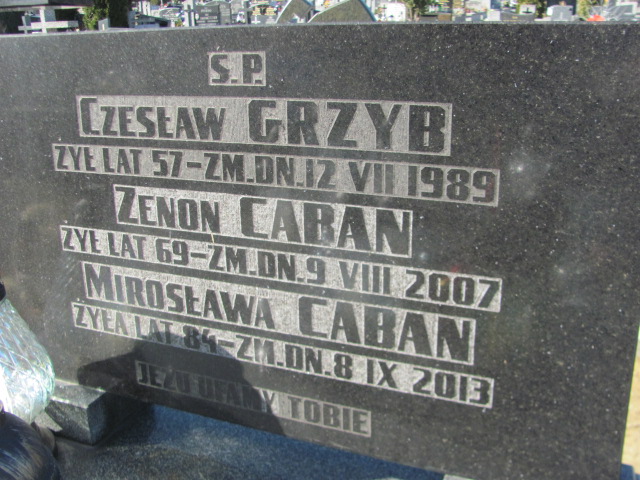 S.P.
CZESŁAW GRZYB
ŻYŁ LAT 57-ZM.DN.12 VII 1989
ZENON CABAN
ŻYŁ LAT 69-ZM.DN.9 VIII 2007
MIROSŁAWA CABAN
ŻYŁA LAT 84-ZM.DN.8 IX 2013
JEZU UFAMY TOBIE